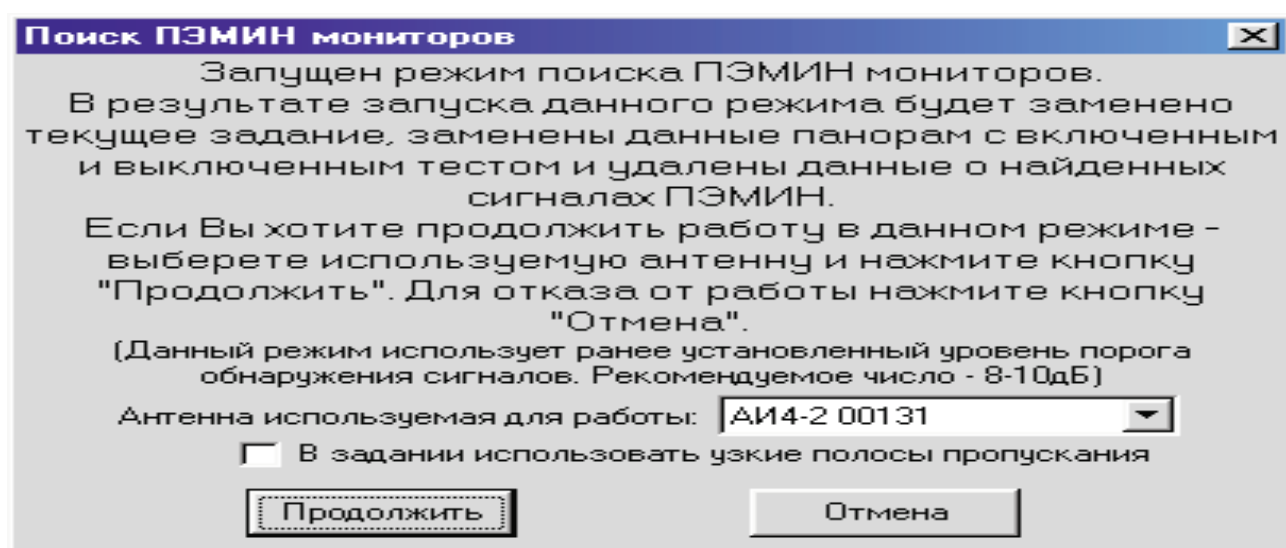 Поиск ПЭМИН мониторов
Запущен режим поиска ПЭМИН мониторов.
В результате запуска данного режима будет заменено
текущее задание, заменены данные панорам с включенным
и выключенным тестом и удалены данные о найденных
сигналах ПЭМИН.
Если Вы хотите продолжить работу в данном режиме -
выберете используемую антенну и нажмите кнопку
"Продолжить". Для отказа от работы нажмите кнопку
"Отмена".
(Данный режим использует ранее установленный уровень порога
обнаружения сигналов. Рекомендуемое число - 8-10дБ)
Антенна используемая для работы: АИ4-2 00131
В задании использовать узкие полосы пропускания
Продолжить Отмена